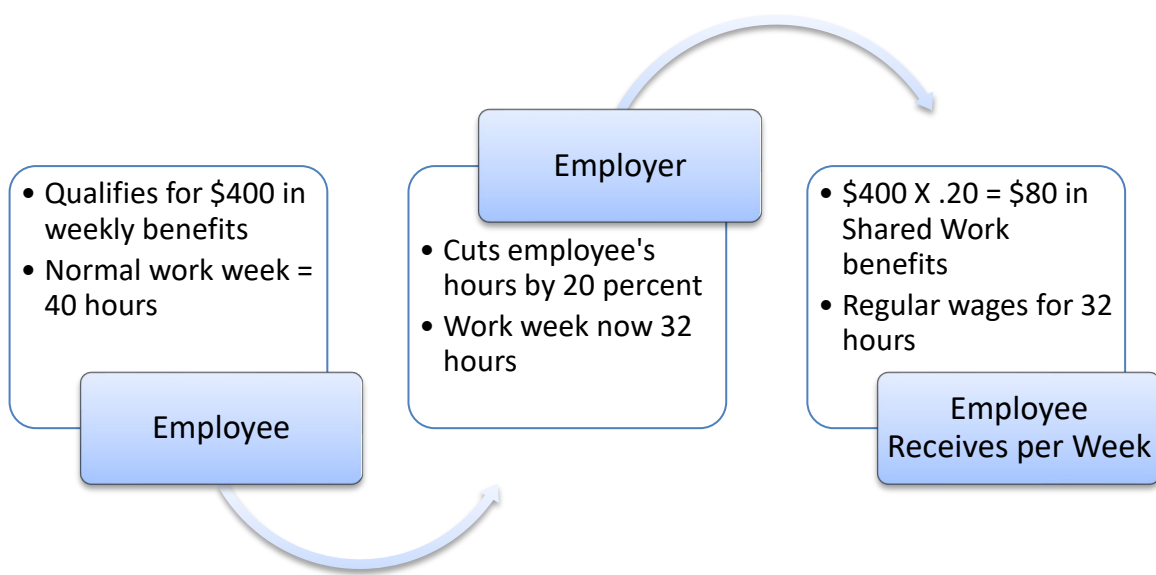 • Qualifies for $400 in
weekly benefits
• Normal work week =
40 hours
Employee
Employer
• Cuts employee's
hours by 20 percent
• Work week now 32
hours
• $400 X .20 = $80 in
Shared Work
benefits
• Regular wages for 32
hours
Employee
Receives per Week